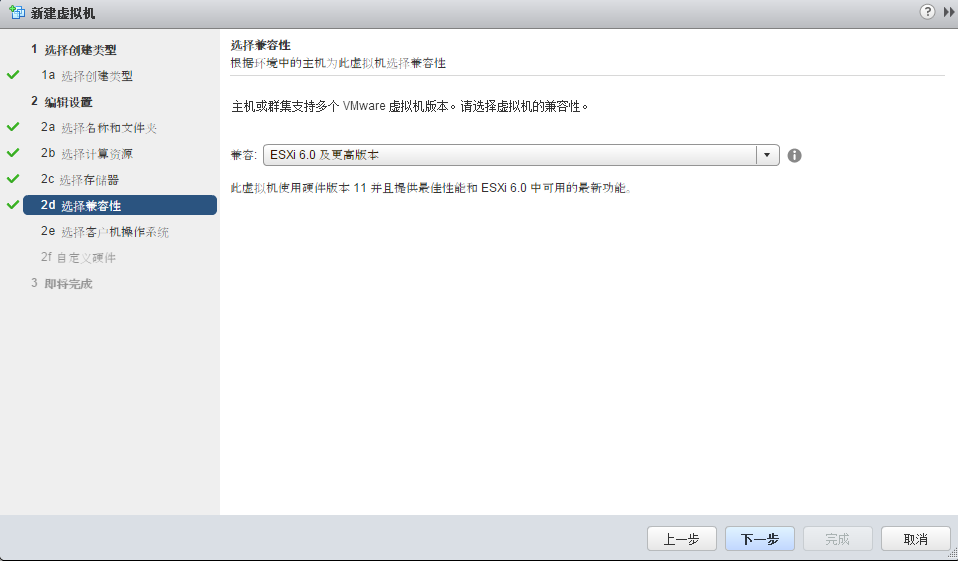 新建虚拟机
1 选择创建类型
1a 选择创建类型
2 编辑设置
2a 选择名称和文件夹
2b 选择计算资源
2c 选择存储器
2d 选择兼容性
2e 选择客户机操作系统
2f 自定义硬件
3 即将完成
选择兼容性
根据环境中的主机为此虚拟机选择兼容性
主机或群集支持多个 VMware 虚拟机版本。请选择虚拟机的兼容性。
兼容: ESXi 6.0 及更高版本
此虚拟机使用硬件版本 11 并且提供最佳性能和 ESXi 6.0 中可用的最新功能。
上一步 下一步 完成 取消